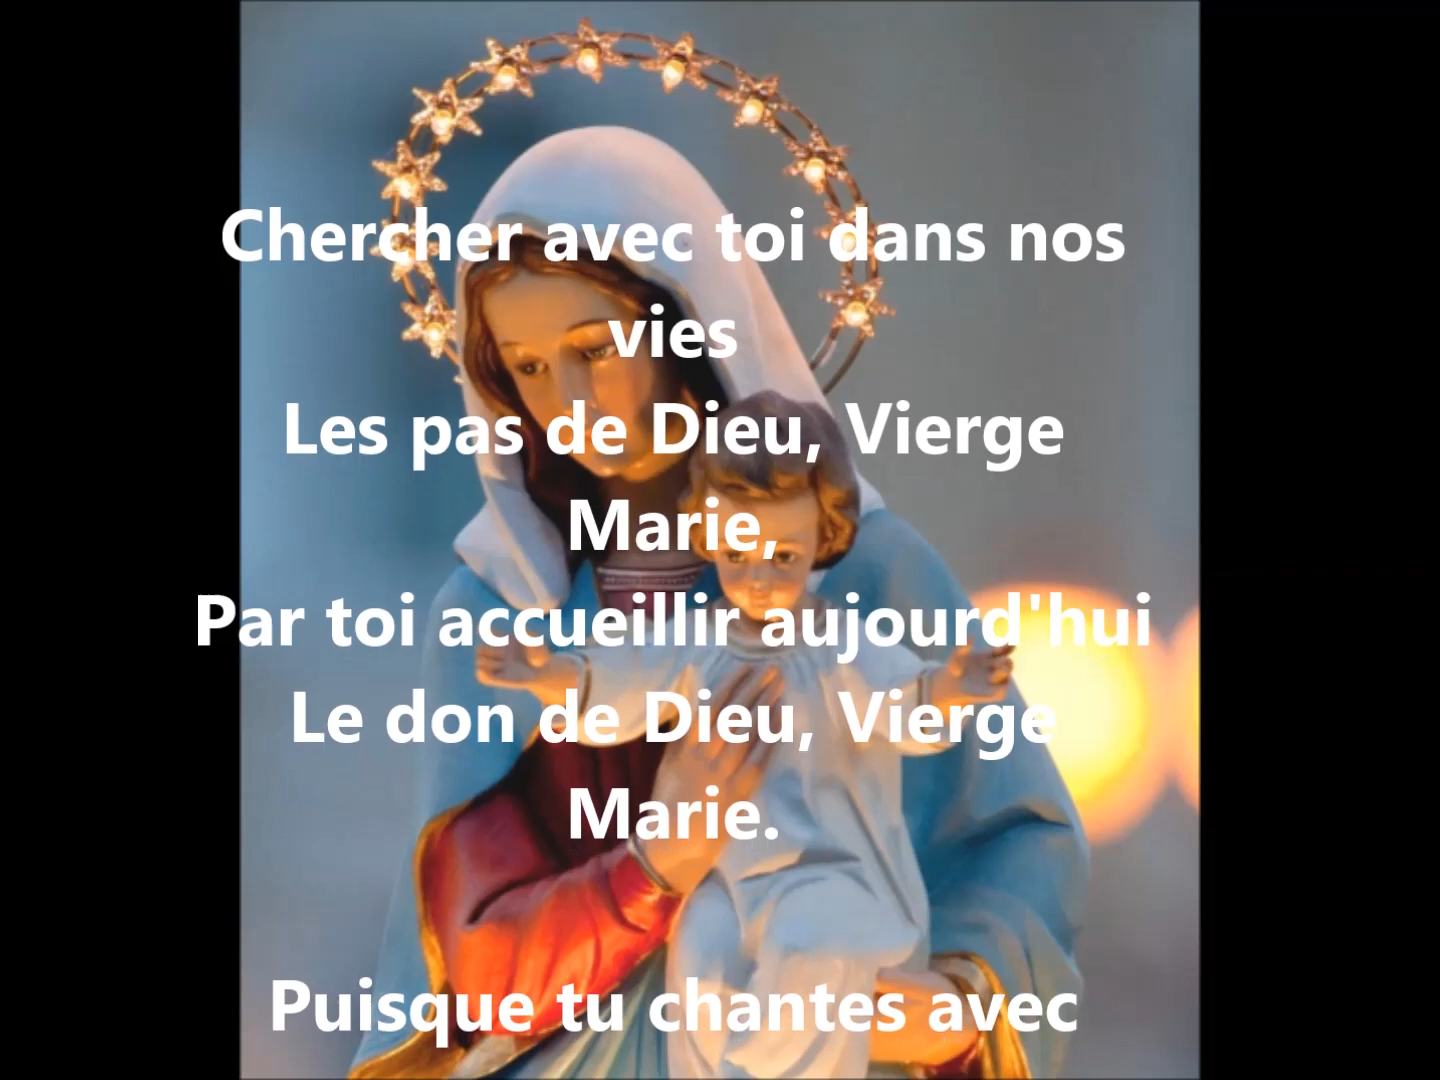 Chercher avec toi dans nos
vies
Les pas de Dieu, Vierge
Marie,
Par toi accueillir aujourd'hui
Le don de Dieu, Vierge
Marie.
Puisque tu chantes avec